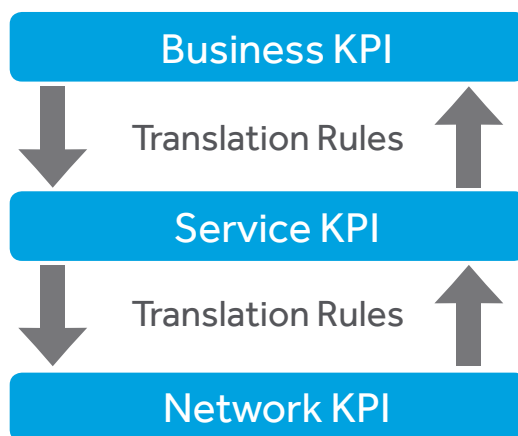 Business KPI
Translation Rules
Service KPI
Translation Rules
Network KPI